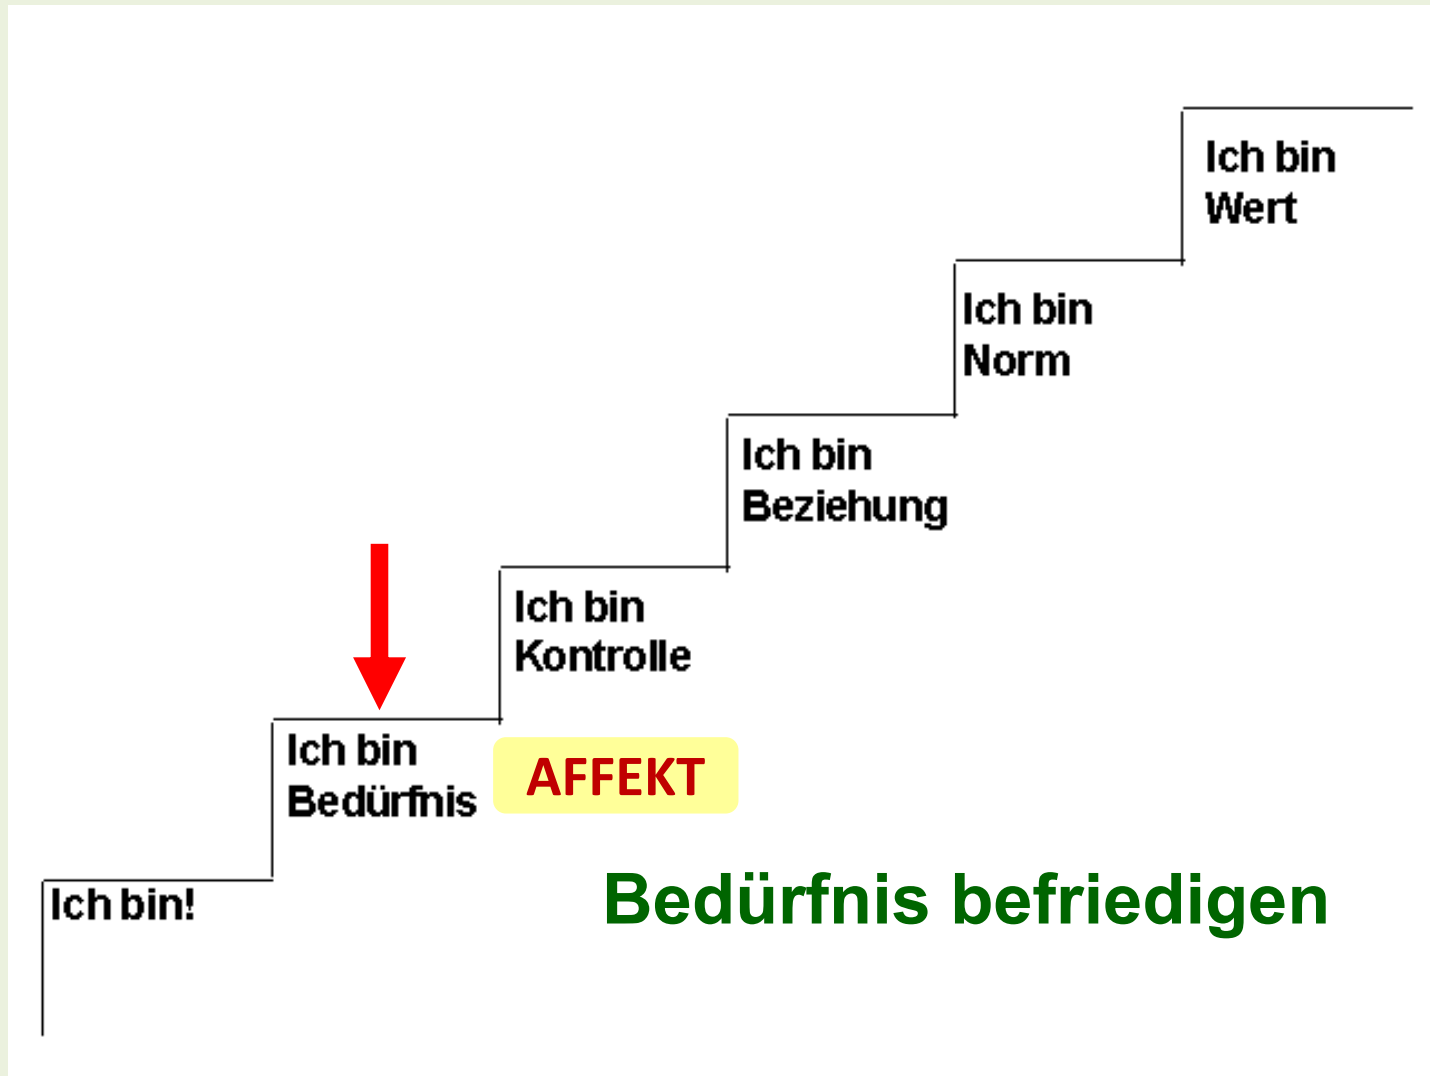 Ich bin
Wert
Ich bin
Norm
Ich bin
Beziehung
Ich bin
Kontrolle
Ich bin
Bedürfnis
AFFEKT
Bedürfnis befriedigen
Ich bin!